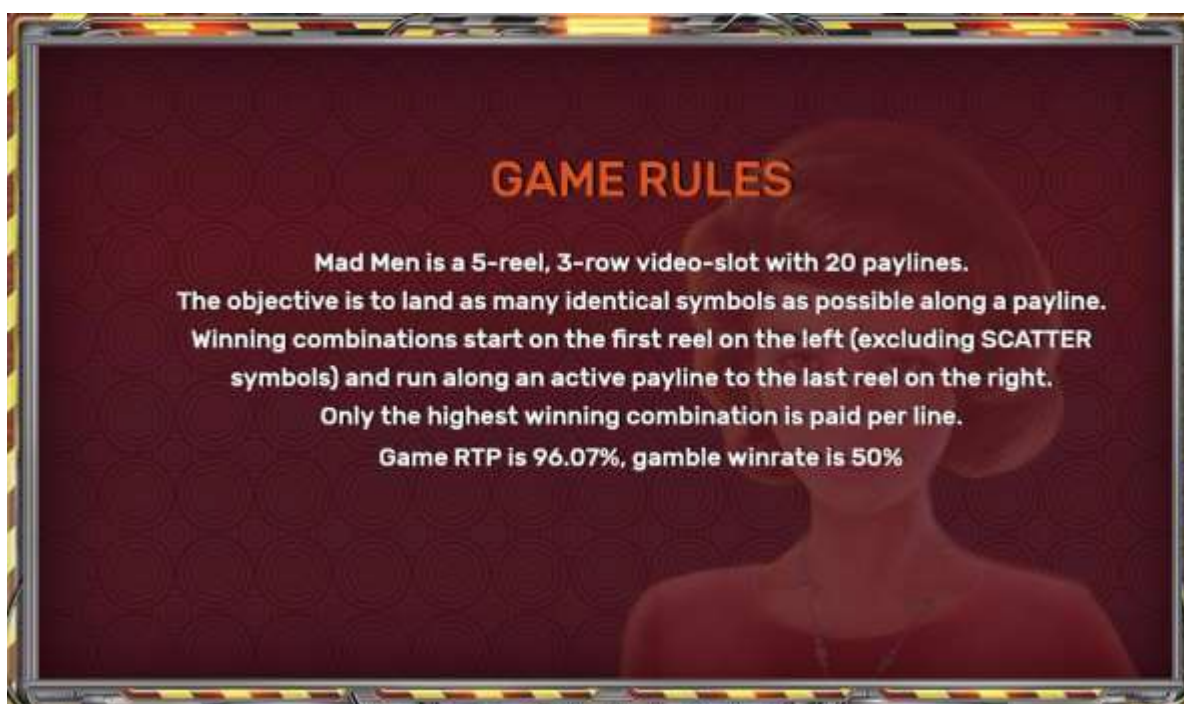 GAME RULES
Mad Men is a 5-reel, 3-row video-slot with 20 paylines.
The objective is to land as many identical symbols as possible along a payline.
Winning combinations start on the first reel on the left (excluding SCATTER
symbols) and run along an active payline to the last reel on the right.
Only the highest winning combination is paid per line.
Game RTP is 96.07%, gamble winrate is 50%